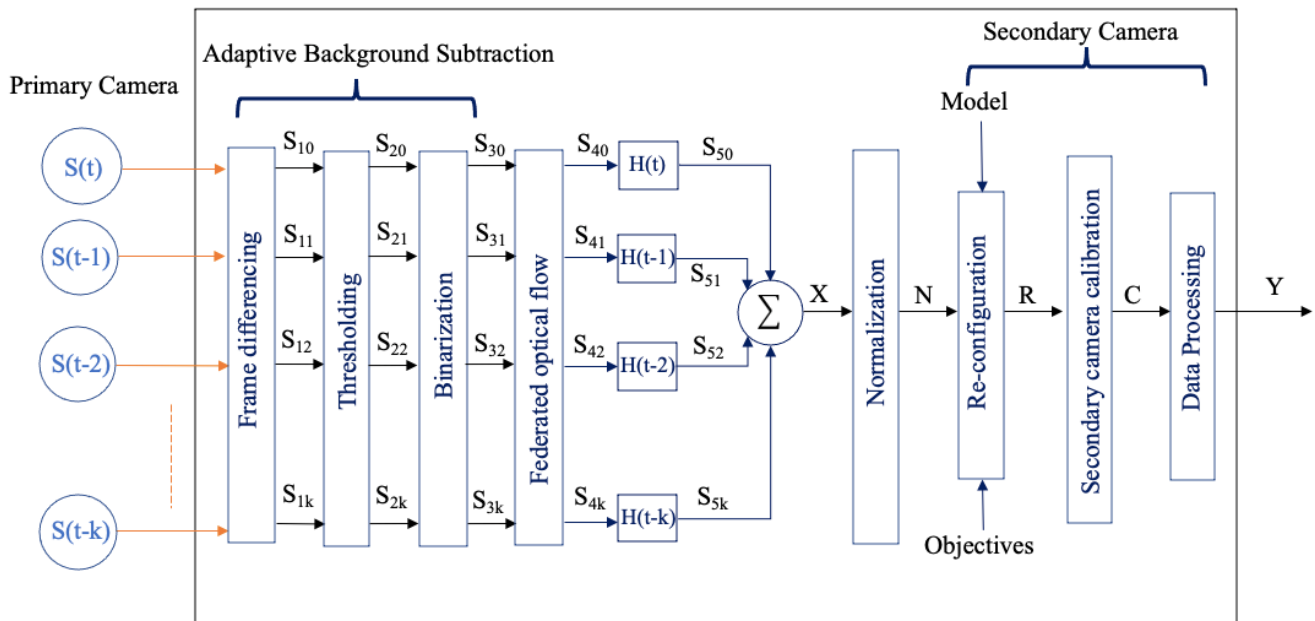 Secondary Camera
Adaptive Background Subtraction
Primary Camera
Model
S(t)
S(t-1)
S(t-2)
S(t-k)
Frame differencing
S10
S11
S12
S1k
Thresholding
S20
S21
S22
S2k
Binarization
S30
S31
S32
S3k
Federated optical flow
S40
S41
S42
S4k
H(t)
H(t-1)
H(t-2)
H(t-k)
S50
S51
S52
S5k
Σ
X
Normalization
N
Re-configuration
Objectives
R
Secondary camera calibration
C
Data Processing
Y